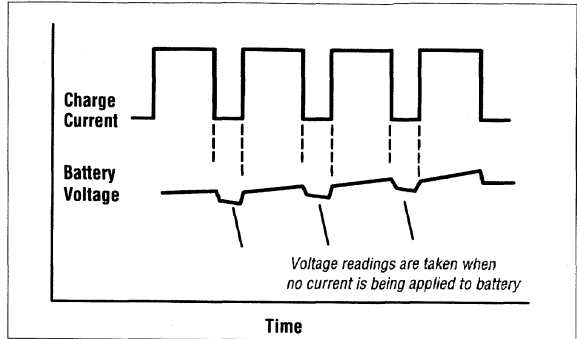 Charge
Current
Battery
Voltage
Voltage readings are taken when
no current is being applied to battery
Time